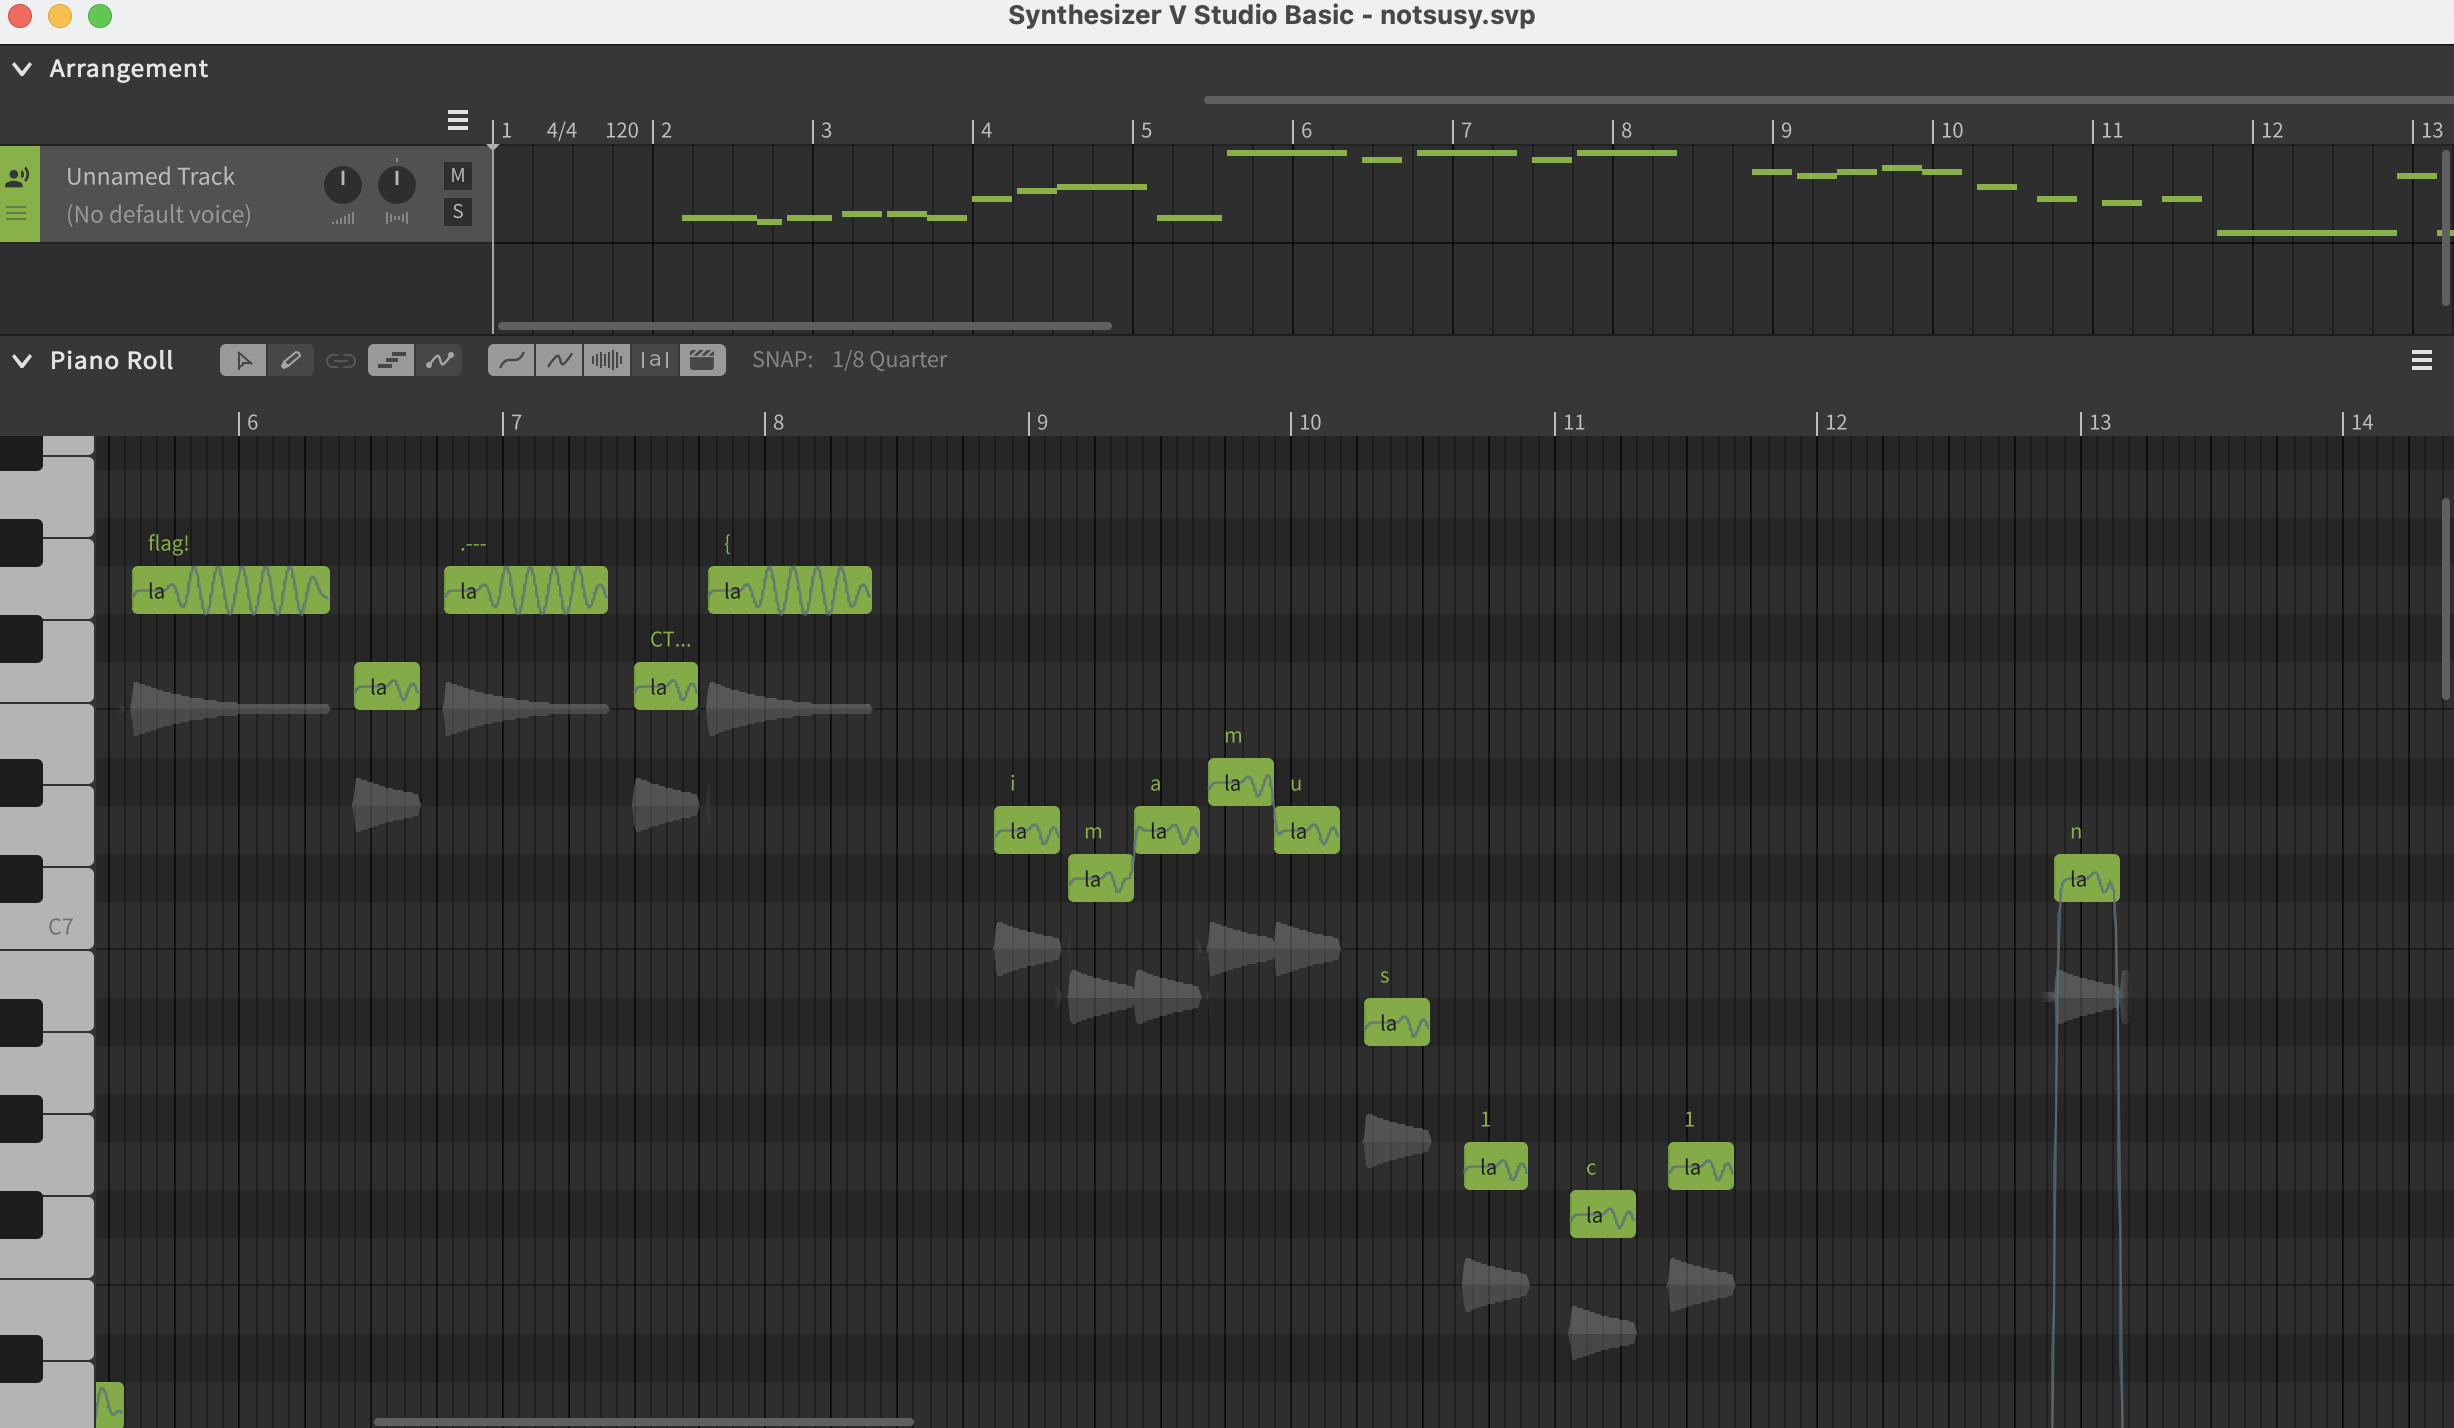 Synthesizer V Studio Basic - notsusy.svp
Arrangement
1 4/4 120 2 3 4 5 6 7 8 9 10 11 12 13
Unnamed Track M
(No default voice) S
Piano Roll |a| SNAP: 1/8 Quarter
6 7 8 9 10 11 12 13 14
flag! .--- {
la la la
CT...
la la
m
i a la u
la m la la n
la la
C7
s
la
1 1
la c la
la